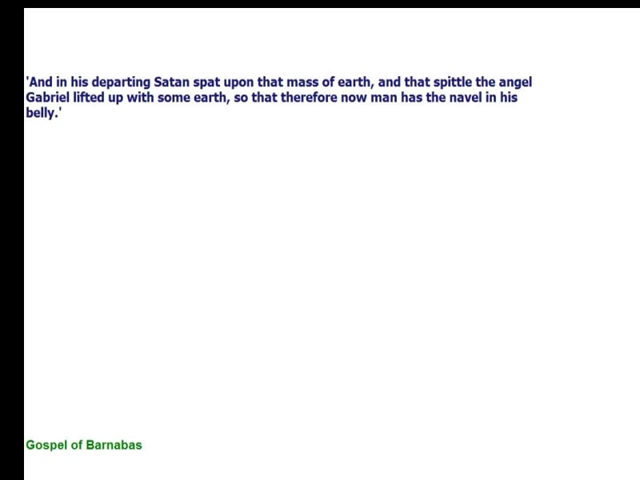 'And in his departing Satan spat upon that mass of earth, and that spittle the angel
Gabriel lifted up with some earth, so that therefore now man has the navel in his
belly.'
Gospel of Barnabas